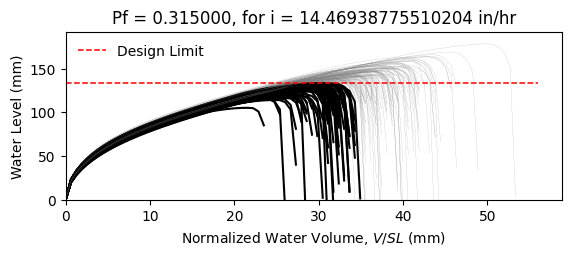 Pf = 0.315000, for i = 14.46938775510204 in/hr
Design Limit
Water Level (mm)
150
100
50
0
0 10 20 30 40 50
Normalized Water Volume, V/SL (mm)